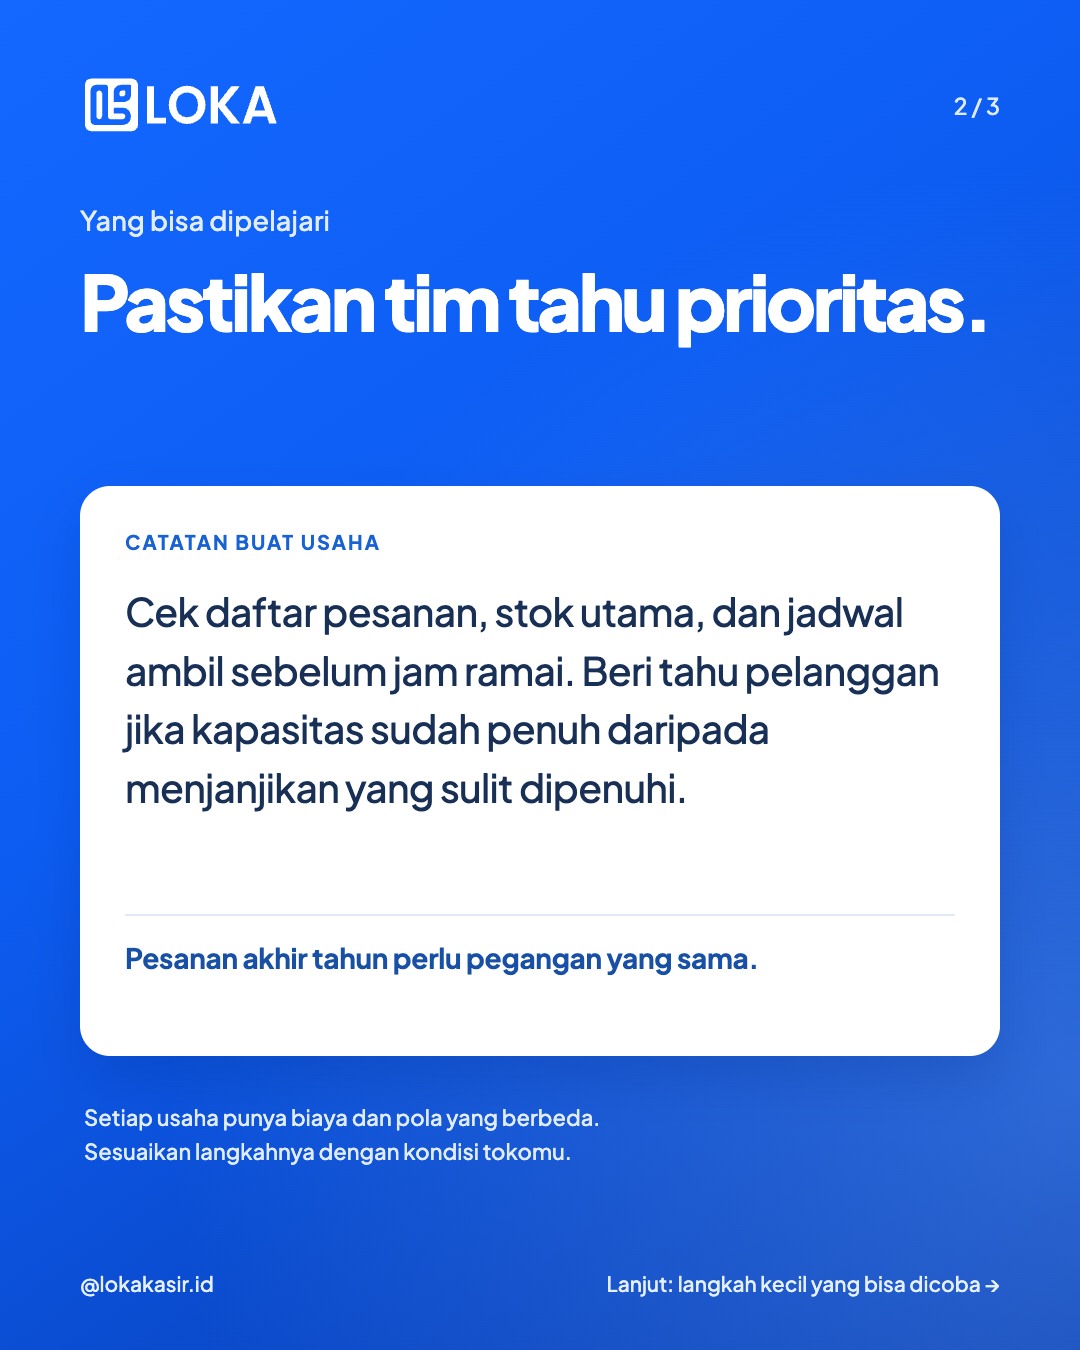 LOKA
2 / 3
Yang bisa dipelajari
Pastikan tim tahu prioritas.
CATATAN BUAT USAHA
Cek daftar pesanan, stok utama, dan jadwal
ambil sebelum jam ramai. Beri tahu pelanggan
jika kapasitas sudah penuh daripada
menjanjikan yang sulit dipenuhi.
Pesanan akhir tahun perlu pegangan yang sama.
Setiap usaha punya biaya dan pola yang berbeda.
Sesuaikan langkahnya dengan kondisi tokomu.
@lokakasir.id
Lanjut: langkah kecil yang bisa dicoba →